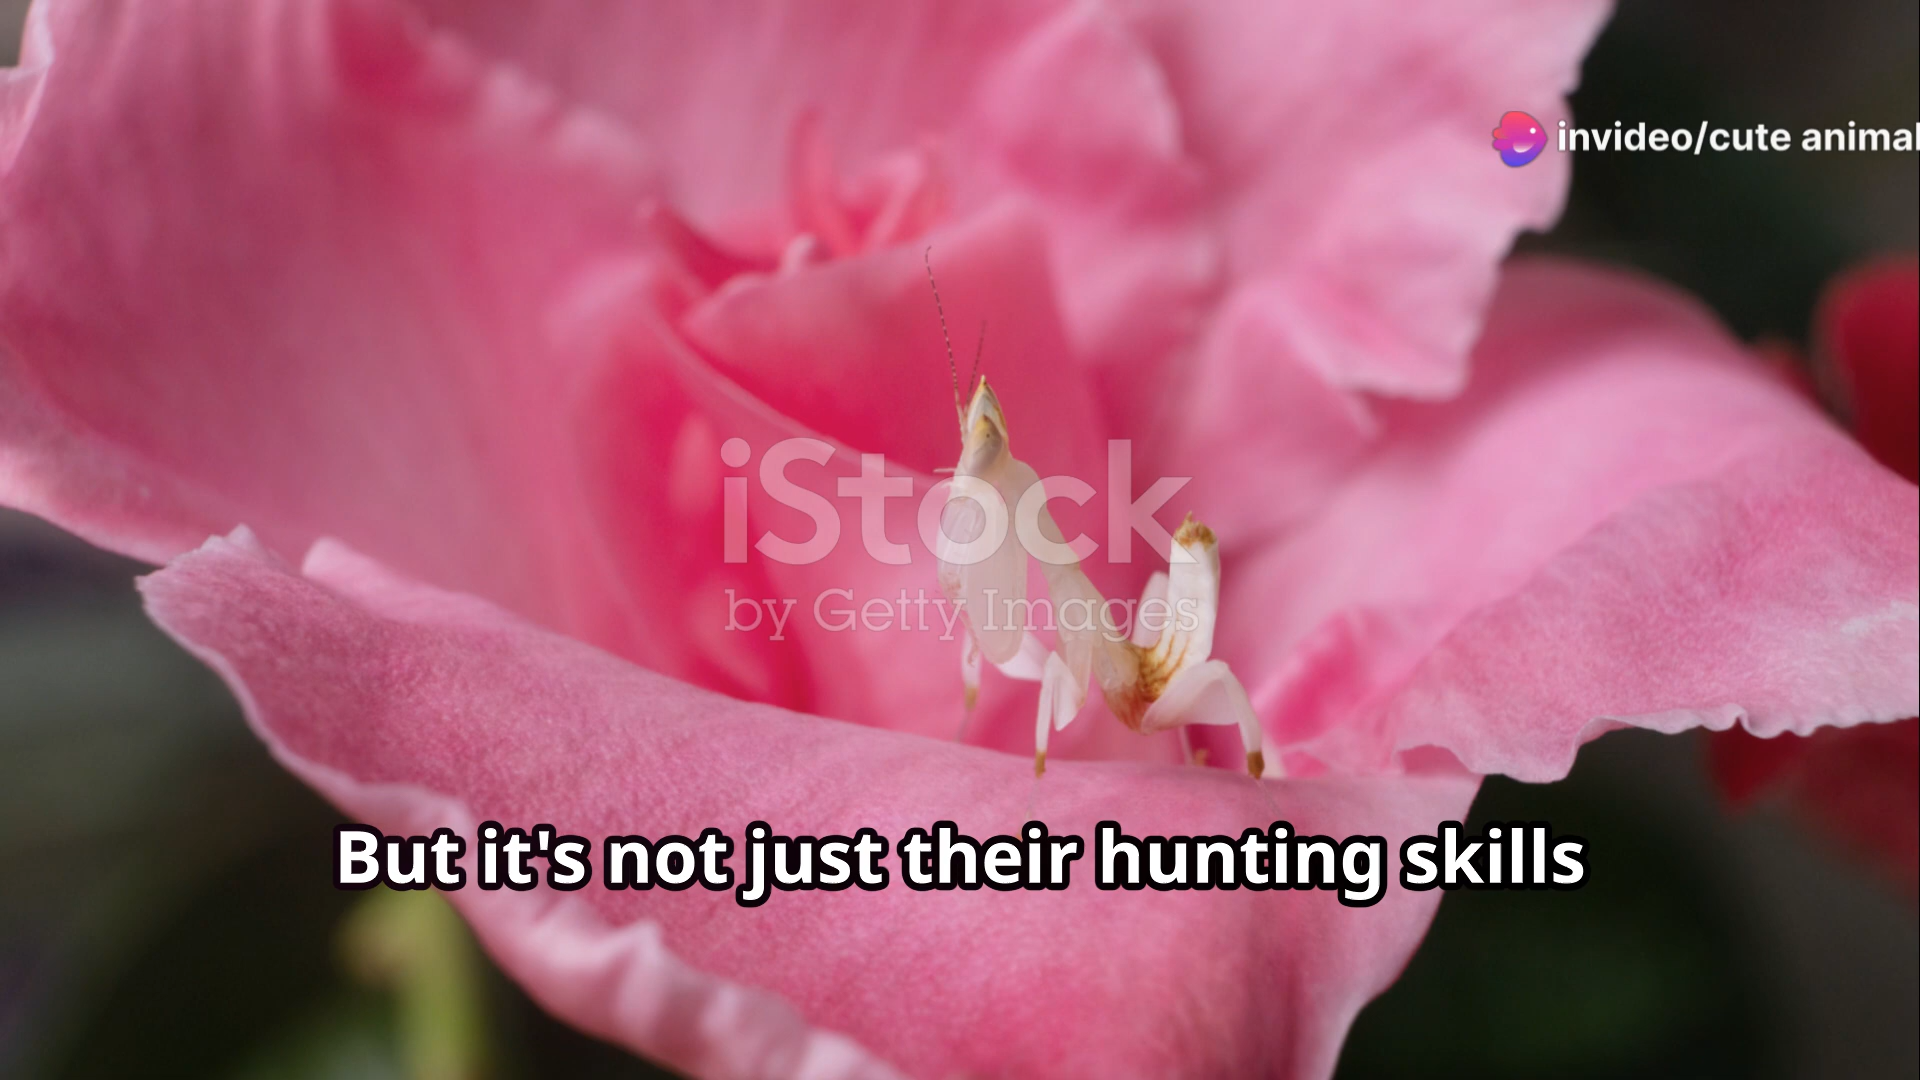 invideo/cute animal
iStock
by Getty Images
But it's not just their hunting skills